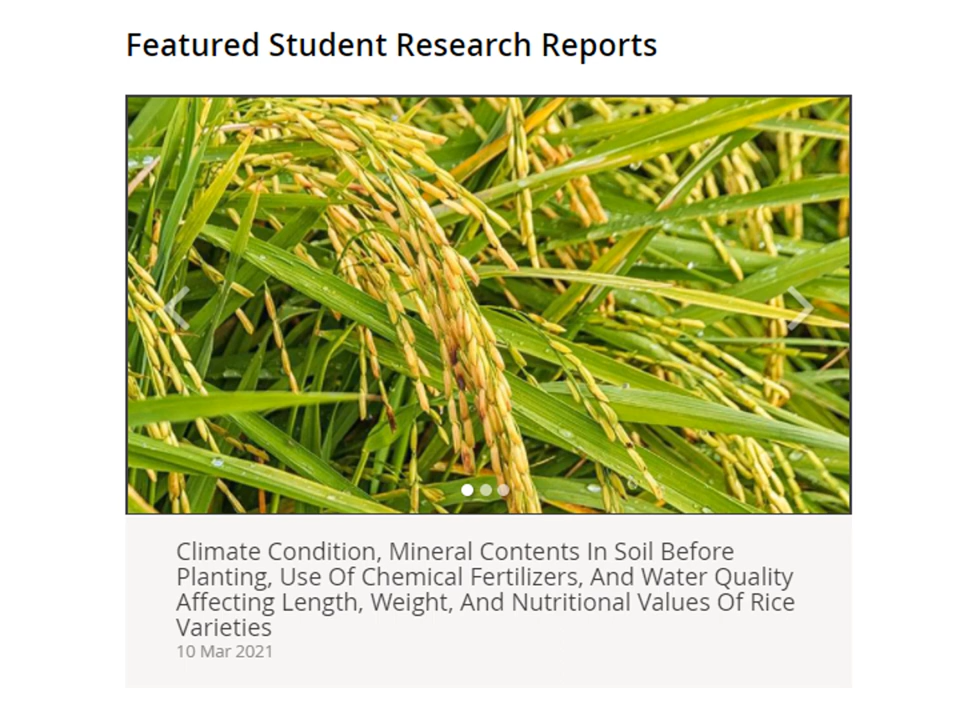 Featured Student Research Reports
Climate Condition, Mineral Contents In Soil Before
Planting, Use Of Chemical Fertilizers, And Water Quality
Affecting Length, Weight, And Nutritional Values Of Rice
Varieties
10 Mar 2021